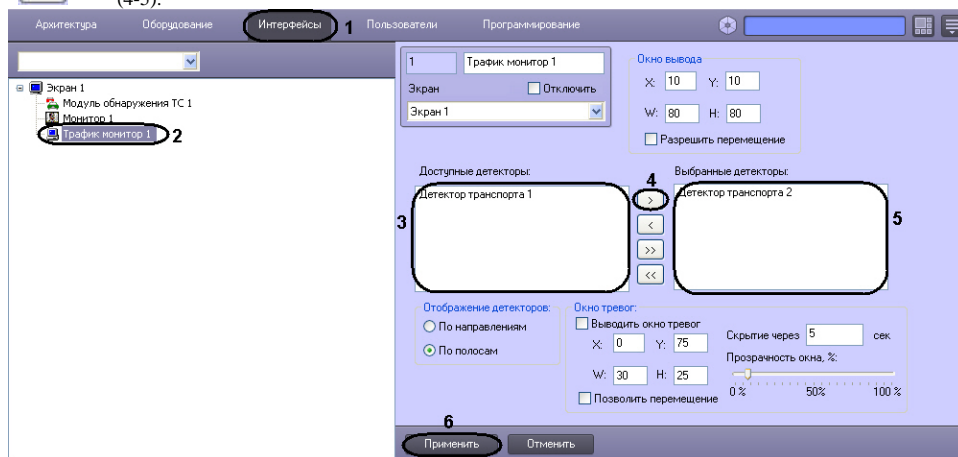 (4-5).
Архитектура Оборудование Интерфейсы 1 Пользователи Программирование
Экран 1
Модуль обнаружения ТС 1
Монитор 1
Трафик монитор 1 2
1 Трафик монитор 1
Экран Отключить
Экран 1
Окно вывода
X: 10 Y: 10
W: 80 H: 80
Разрешить перемещение
Доступные детекторы: 4 Выбранные детекторы:
Детектор транспорта 1 > Детектор транспорта 2
3 < 5
>>
<<
Отображение детекторов:
По направлениям
По полосам
Окно тревог:
Выводить окно тревог
X: 0 Y: 75
W: 30 H: 25
Позволить перемещение
Скрытие через 5 сек
Прозрачность окна, %:
0 % 50% 100 %
6
Применить Отменить